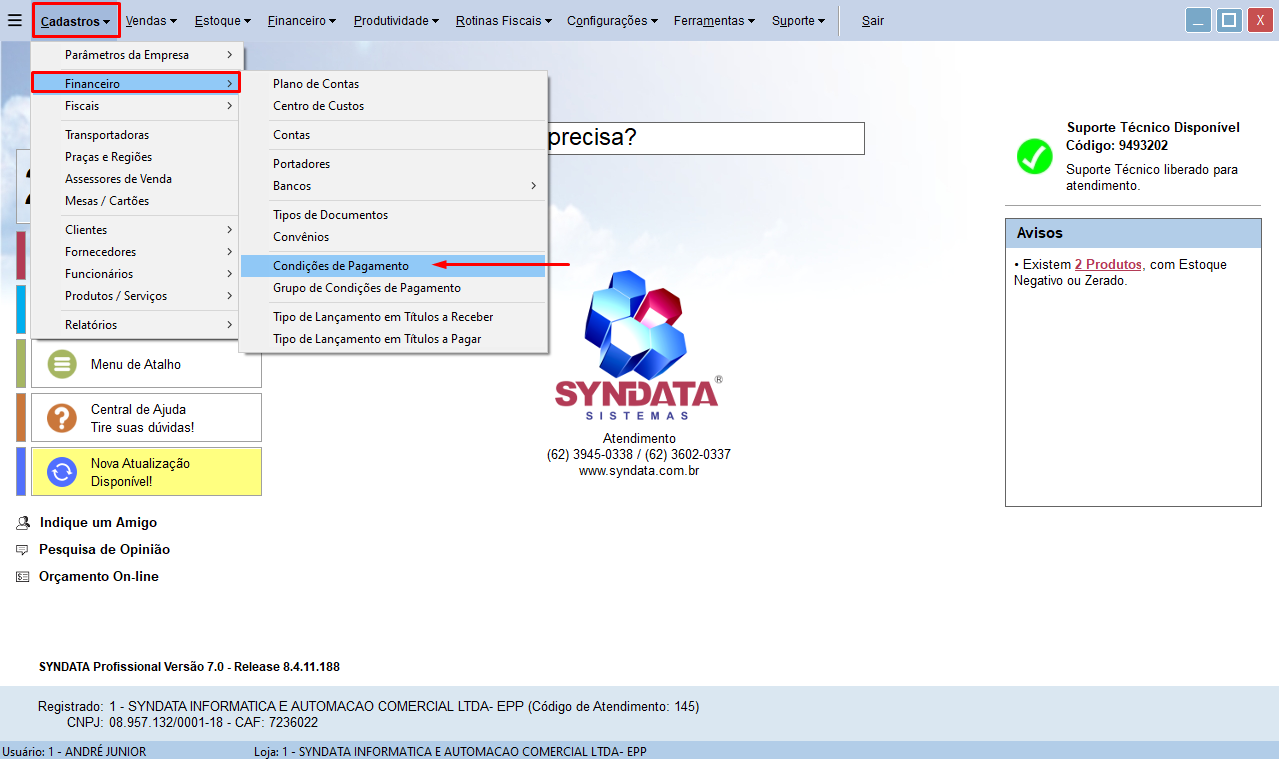 Cadastros
Vendas
Estoque
Financeiro
Produtividade
Rotinas Fiscais
Configurações
Ferramentas
Suporte
Sair
X
Parâmetros da Empresa
Financeiro
Fiscais
Transportadoras
Praças e Regiões
Assessores de Venda
Mesas / Cartões
Clientes
Fornecedores
Funcionários
Produtos / Serviços
Relatórios
Plano de Contas
Centro de Custos
Contas
Portadores
Bancos
Tipos de Documentos
Convênios
Condições de Pagamento
Grupo de Condições de Pagamento
Tipo de Lançamento em Títulos a Receber
Tipo de Lançamento em Títulos a Pagar
precisa?
Suporte Técnico Disponível
Código: 9493202
Suporte Técnico liberado para
atendimento.
Avisos
• Existem 2 Produtos, com Estoque
Negativo ou Zerado.
Menu de Atalho
Central de Ajuda
Tire suas dúvidas!
Nova Atualização
Disponível!
SYNDATA®
SISTEMAS
Atendimento
(62) 3945-0338 / (62) 3602-0337
www.syndata.com.br
Indique um Amigo
Pesquisa de Opinião
Orçamento On-line
SYNDATA Profissional Versão 7.0 - Release 8.4.11.188
Registrado: 1 - SYNDATA INFORMATICA E AUTOMACAO COMERCIAL LTDA- EPP (Código de Atendimento: 145)
CNPJ: 08.957.132/0001-18 - CAF: 7236022
Usuário: 1 - ANDRÉ JUNIOR
Loja: 1 - SYNDATA INFORMATICA E AUTOMACAO COMERCIAL LTDA- EPP